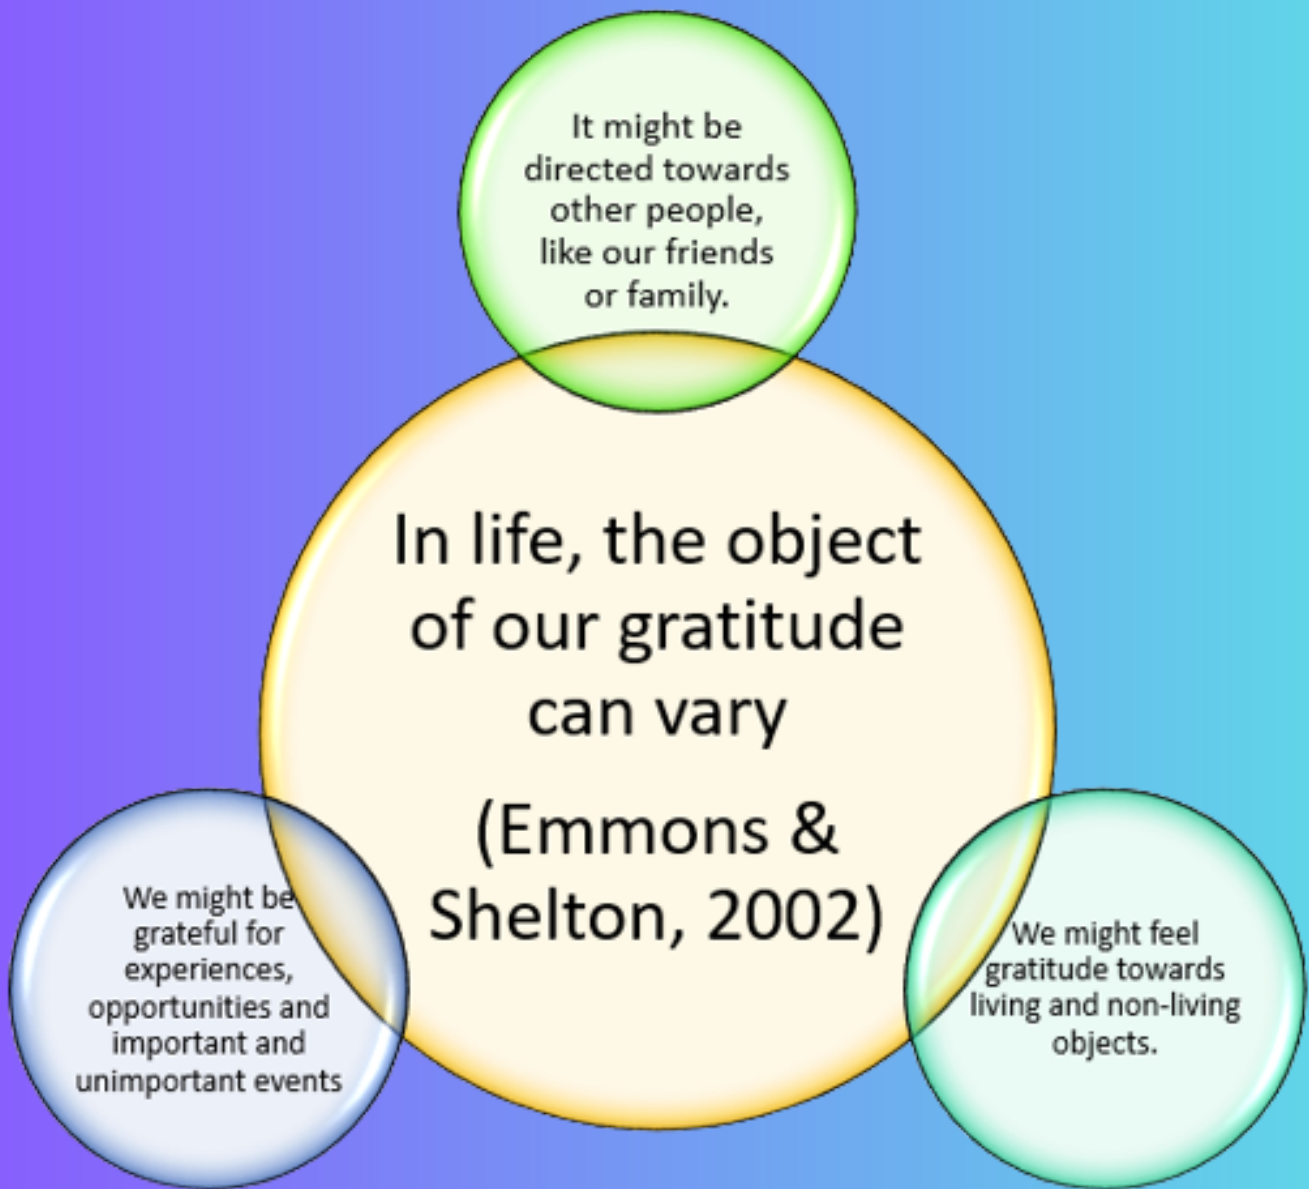 It might be
directed towards
other people,
like our friends
or family.
In life, the object
of our gratitude
can vary
(Emmons &
Shelton, 2002)
We might be
grateful for
experiences,
opportunities and
important and
unimportant events
We might feel
gratitude towards
living and non-living
objects.